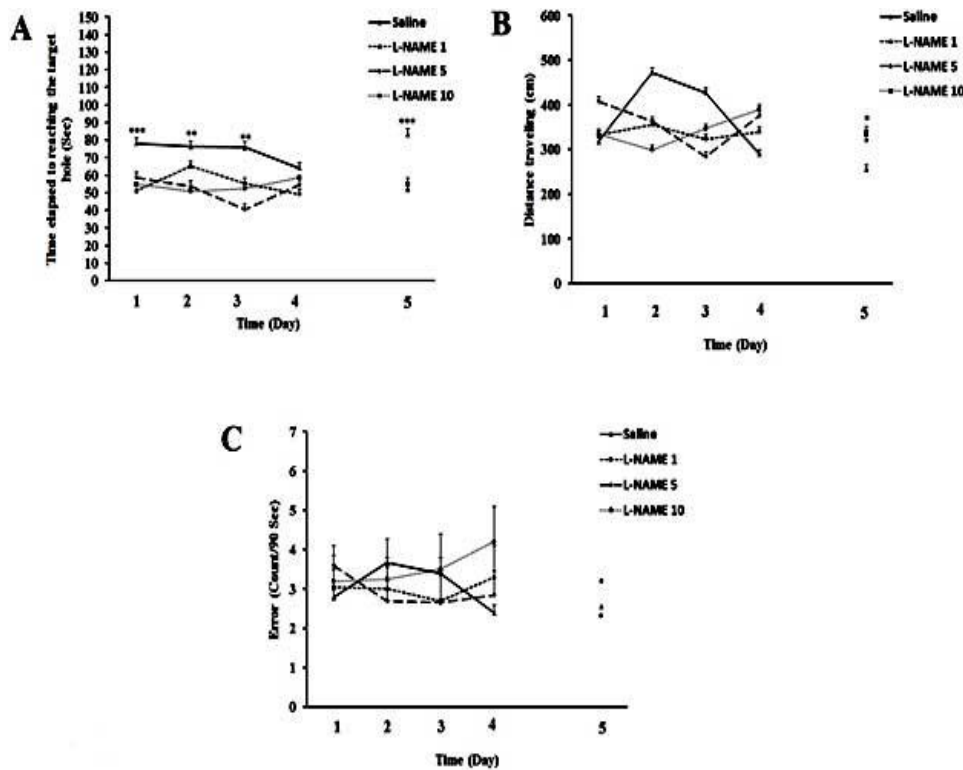 A
Time elapsed to reaching the target
hole (Sec)
150
140
130
120
110
100
90
80
70
60
50
40
30
20
10
0
***
**
**
***
1
2
3
4
5
Time (Day)
Saline
L-NAME 1
L-NAME 5
L-NAME 10
B
Distance traveling (cm)
600
500
400
300
200
100
0
1
2
3
4
5
Time (Day)
Saline
L-NAME 1
L-NAME 5
L-NAME 10
C
Error (Count/90 Sec)
7
6
5
4
3
2
1
0
1
2
3
4
5
Time (Day)
Saline
L-NAME 1
L-NAME 5
L-NAME 10